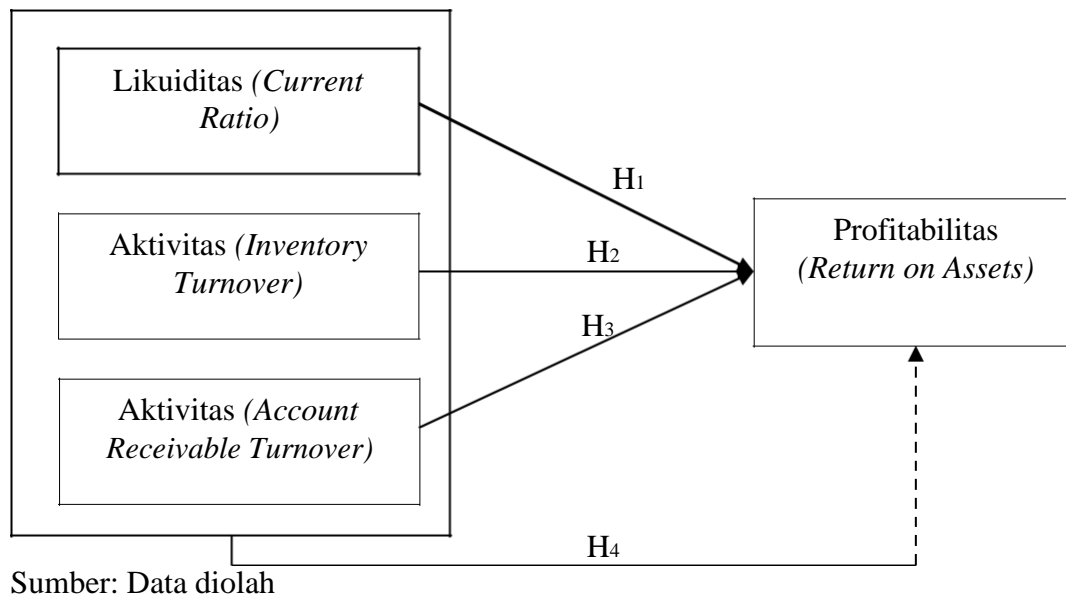 Likuiditas (Current
Ratio)
H1
Aktivitas (Inventory
Turnover)
H2
Profitabilitas
(Return on Assets)
H3
Aktivitas (Account
Receivable Turnover)
H4
Sumber: Data diolah